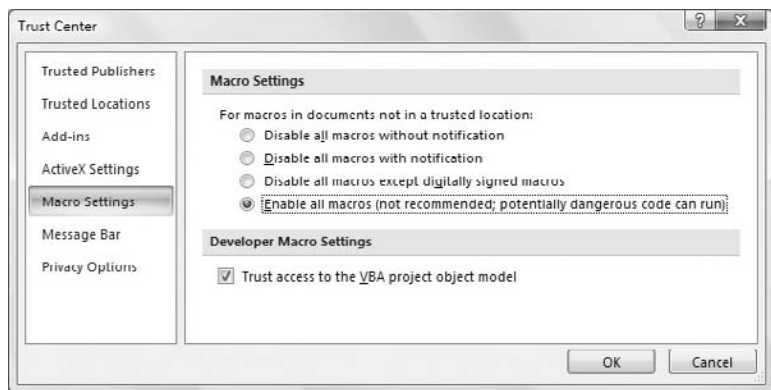 Trust Center
Trusted Publishers
Trusted Locations
Add-ins
ActiveX Settings
Macro Settings
Message Bar
Privacy Options
Macro Settings
For macros in documents not in a trusted location:
Disable all macros without notification
Disable all macros with notification
Disable all macros except digitally signed macros
Enable all macros (not recommended; potentially dangerous code can run)
Developer Macro Settings
Trust access to the VBA project object model
OK Cancel